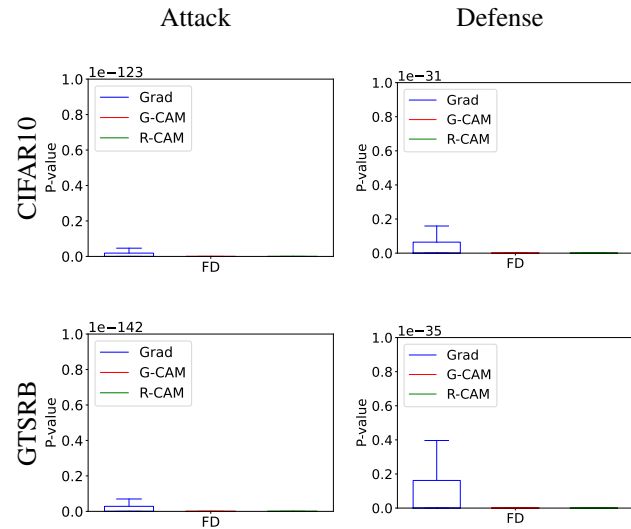 Attack
Defense
CIFAR10
1e−123
1.0
0.8
0.6
0.4
0.2
0.0
P-value
Grad
G-CAM
R-CAM
FD
1e−31
1.0
0.8
0.6
0.4
0.2
0.0
P-value
Grad
G-CAM
R-CAM
FD
GTSRB
1e−142
1.0
0.8
0.6
0.4
0.2
0.0
P-value
Grad
G-CAM
R-CAM
FD
1e−35
1.0
0.8
0.6
0.4
0.2
0.0
P-value
Grad
G-CAM
R-CAM
FD